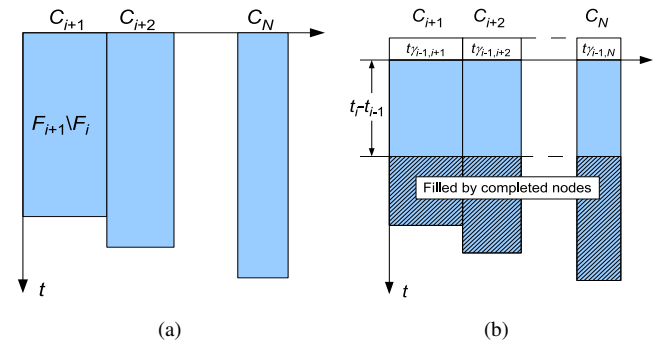 C_{i+1} C_{i+2} C_N
F_{i+1}\F_i
t
(a)
C_{i+1} C_{i+2} C_N
tγ_{i-1,i+1} tγ_{i-1,i+2} tγ_{i-1,N}
t_i-t_{i-1}
Filled by completed nodes
t
(b)